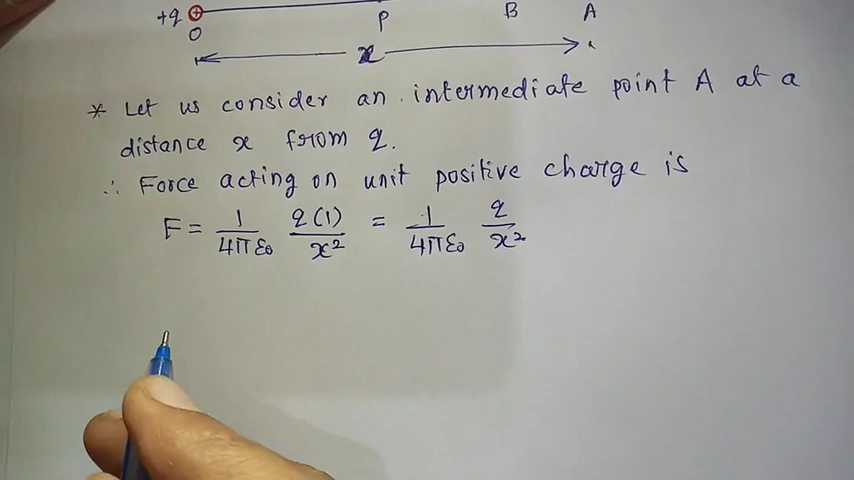 +q O P B A
x
* Let us consider an intermediate point A at a
distance x from q.
∴ Force acting on unit positive charge is
F = 1/4πε₀ q(1)/x² = 1/4πε₀ q/x²